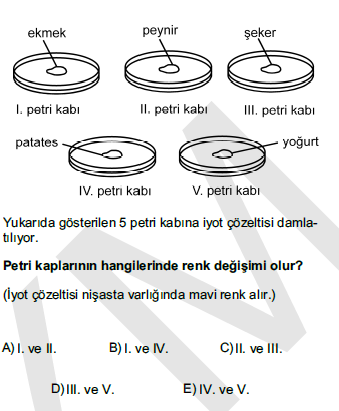 ekmek peynir şeker
I. petri kabı II. petri kabı III. petri kabı
patates yoğurt
IV. petri kabı V. petri kabı
Yukarıda gösterilen 5 petri kabına iyot çözeltisi damla-
tılıyor.
Petri kaplarının hangilerinde renk değişimi olur?
(İyot çözeltisi nişasta varlığında mavi renk alır.)
A) I. ve II. B) I. ve IV. C) II. ve III.
D) III. ve V. E) IV. ve V.